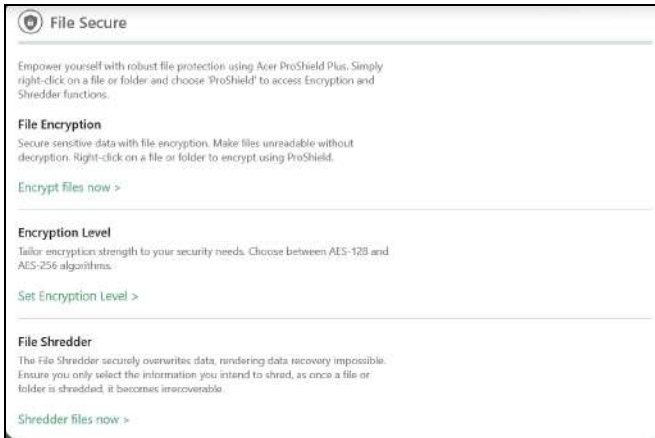 File Secure
Empower yourself with robust file protection using Acer ProShield Plus. Simply
right-click on a file or folder and choose 'ProShield' to access Encryption and
Shredder functions.
File Encryption
Secure sensitive data with file encryption. Make files unreadable without
decryption. Right-click on a file or folder to encrypt using ProShield.
Encrypt files now >
Encryption Level
Tailor encryption strength to your security needs. Choose between AES-128 and
AES-256 algorithms.
Set Encryption Level >
File Shredder
The File Shredder securely overwrites data, rendering data recovery impossible.
Ensure you only select the information you intend to shred, as once a file or
folder is shredded, it becomes irrecoverable.
Shredder files now >